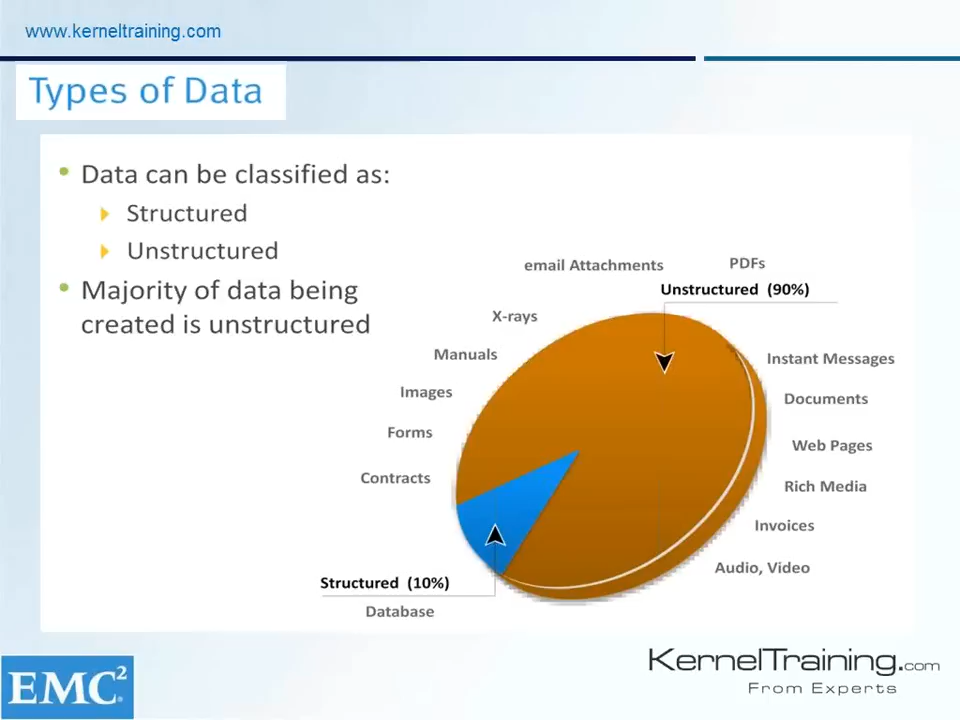 www.kerneltraining.com
Types of Data
• Data can be classified as:
Structured
Unstructured
• Majority of data being
created is unstructured
email Attachments
PDFs
Unstructured (90%)
X-rays
Manuals
Instant Messages
Images
Documents
Forms
Web Pages
Contracts
Rich Media
Invoices
Audio, Video
Structured (10%)
Database
EMC²
KernelTraining.com
From Experts